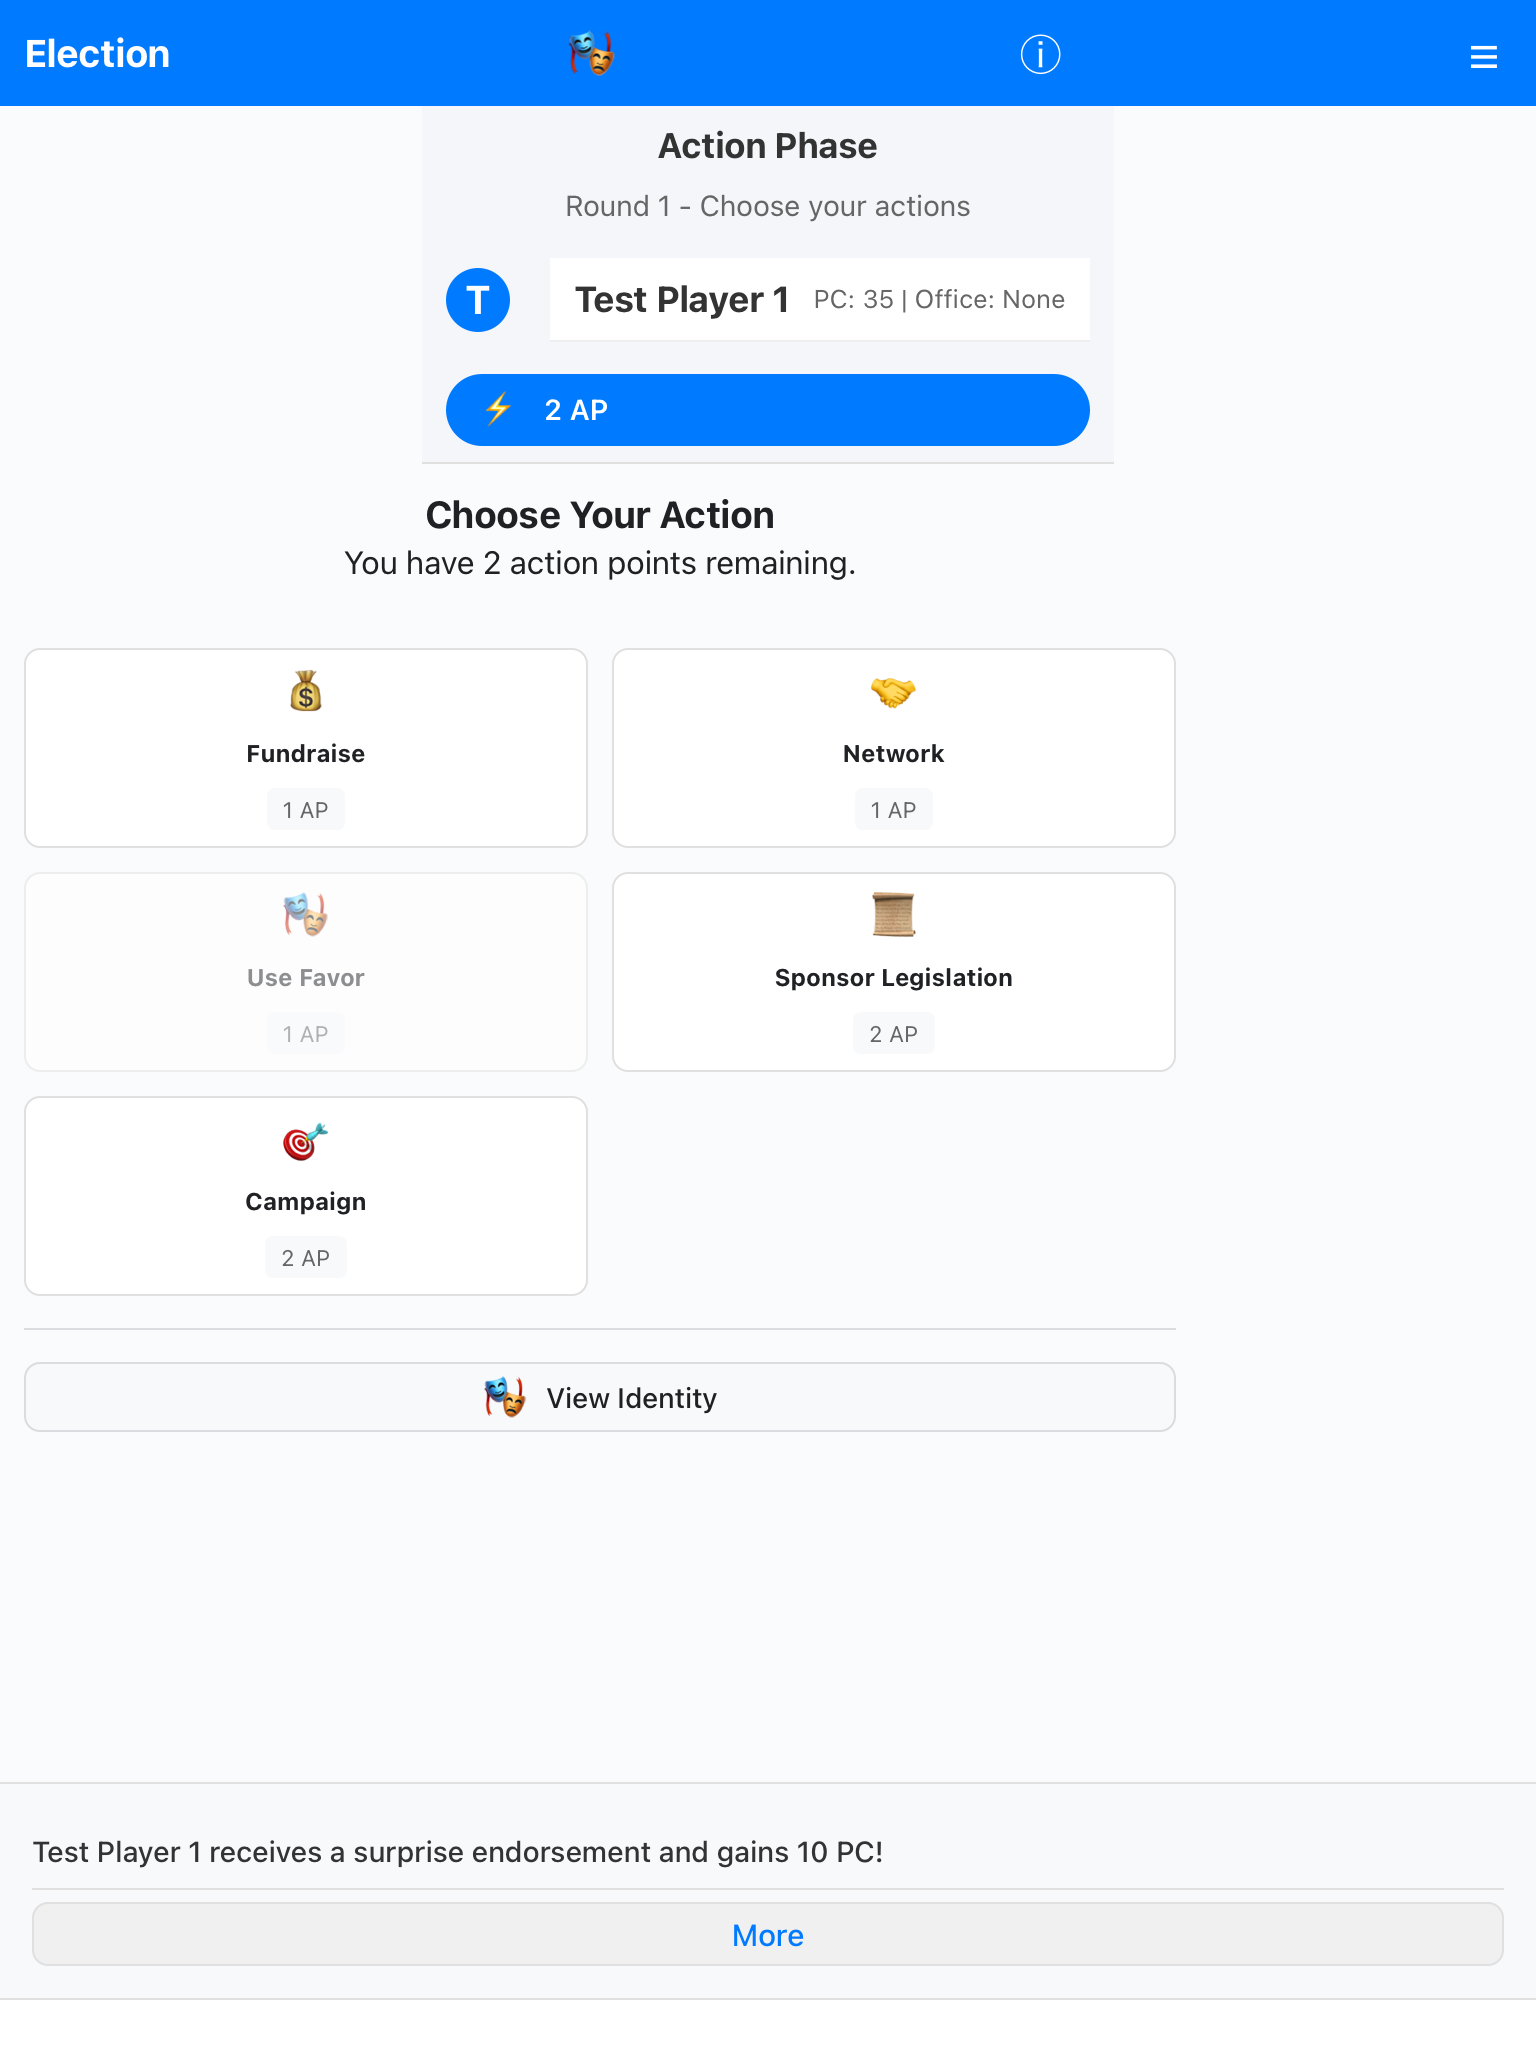 Election
Action Phase
Round 1 - Choose your actions
T
Test Player 1 PC: 35 | Office: None
⚡ 2 AP
Choose Your Action
You have 2 action points remaining.
Fundraise
1 AP
Network
1 AP
Use Favor
1 AP
Sponsor Legislation
2 AP
Campaign
2 AP
View Identity
Test Player 1 receives a surprise endorsement and gains 10 PC!
More